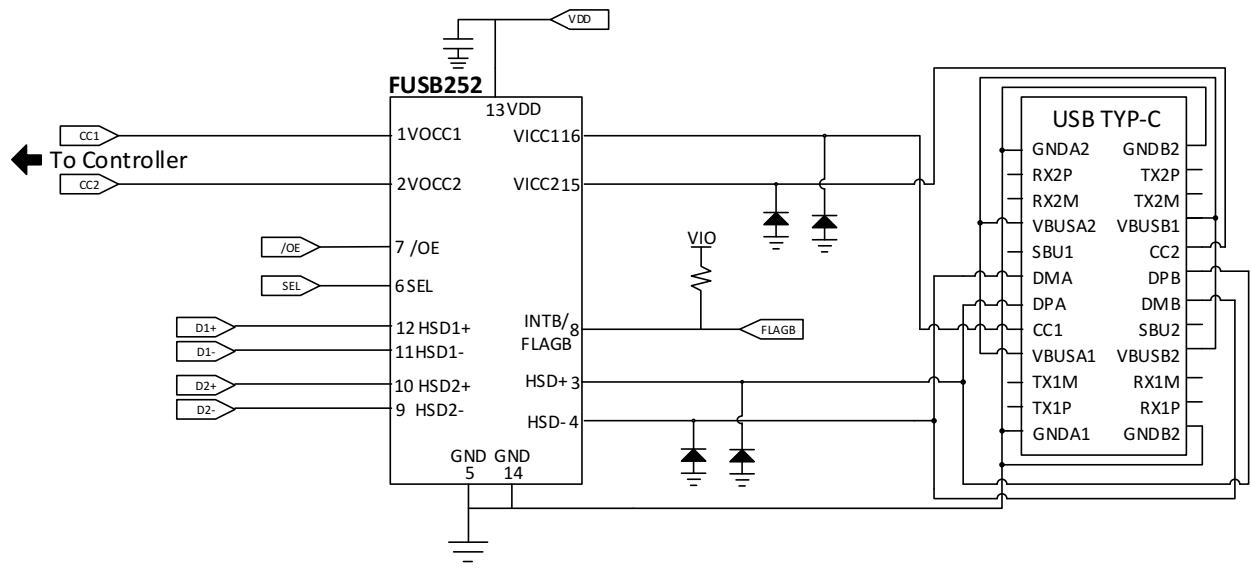 VDD
FUSB252
13 VDD
CC1
1 VOCC1
VICC1 16
To Controller
CC2
2 VOCC2
VICC2 15
/OE
7 /OE
SEL
6 SEL
VIO
D1+
12 HSD1+
INTB/
FLAGB
8
FLAGB
D1-
11 HSD1-
D2+
10 HSD2+
HSD+ 3
D2-
9 HSD2-
HSD- 4
GND GND
5 14
USB TYP-C
GNDA2 GNDB2
RX2P TX2P
RX2M TX2M
VBUSA2 VBUSB1
SBU1 CC2
DMA DPB
DPA DMB
CC1 SBU2
VBUSA1 VBUSB2
TX1M RX1M
TX1P RX1P
GNDA1 GNDB2